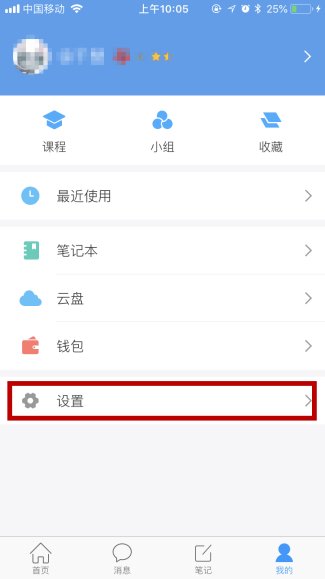 中国移动 上午10:05 25%
课程 小组 收藏
最近使用
笔记本
云盘
钱包
设置
首页 消息 笔记 我的